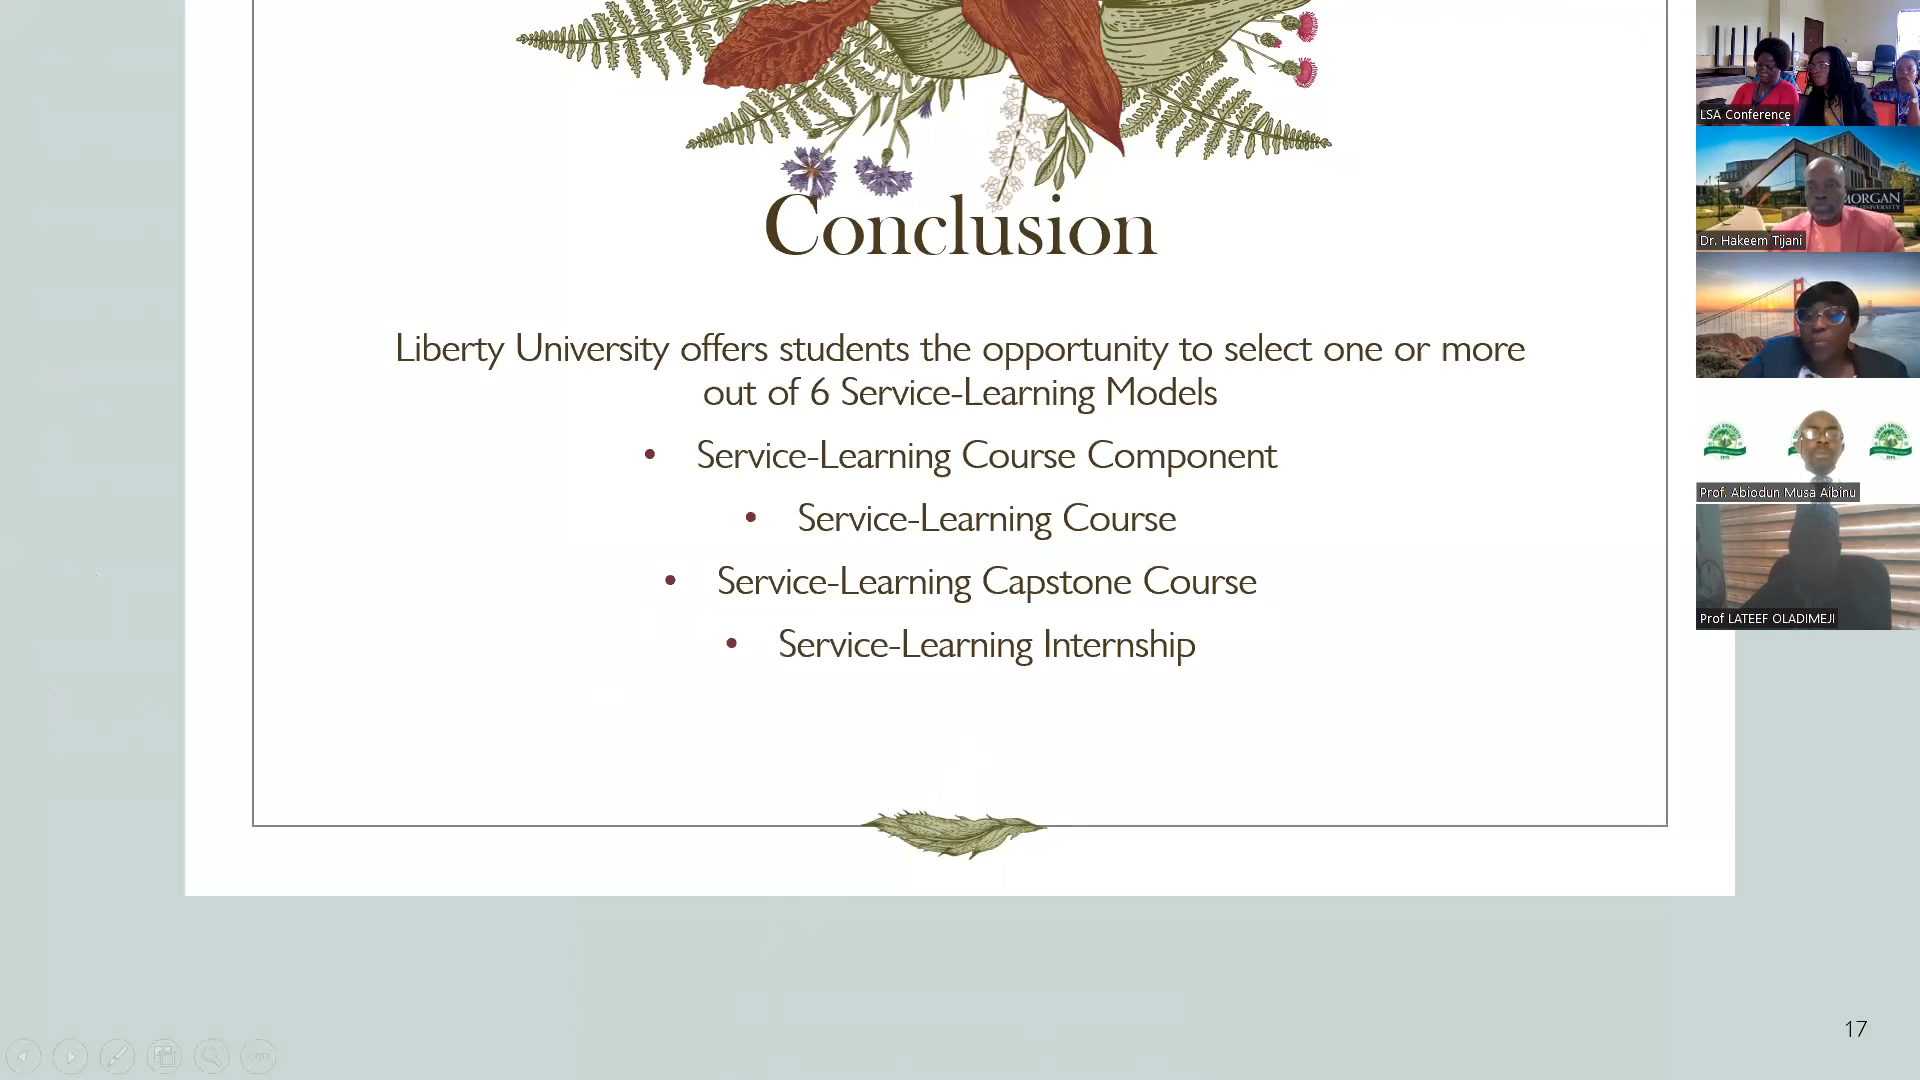 Conclusion
Liberty University offers students the opportunity to select one or more
out of 6 Service-Learning Models
• Service-Learning Course Component
• Service-Learning Course
• Service-Learning Capstone Course
• Service-Learning Internship
17
LSA Conference
MORGAN
UNIVERSITY
Dr. Hakeem Tijani
Prof. Abiodun Musa Aibinu
Prof LATEEF OLADIMEJI